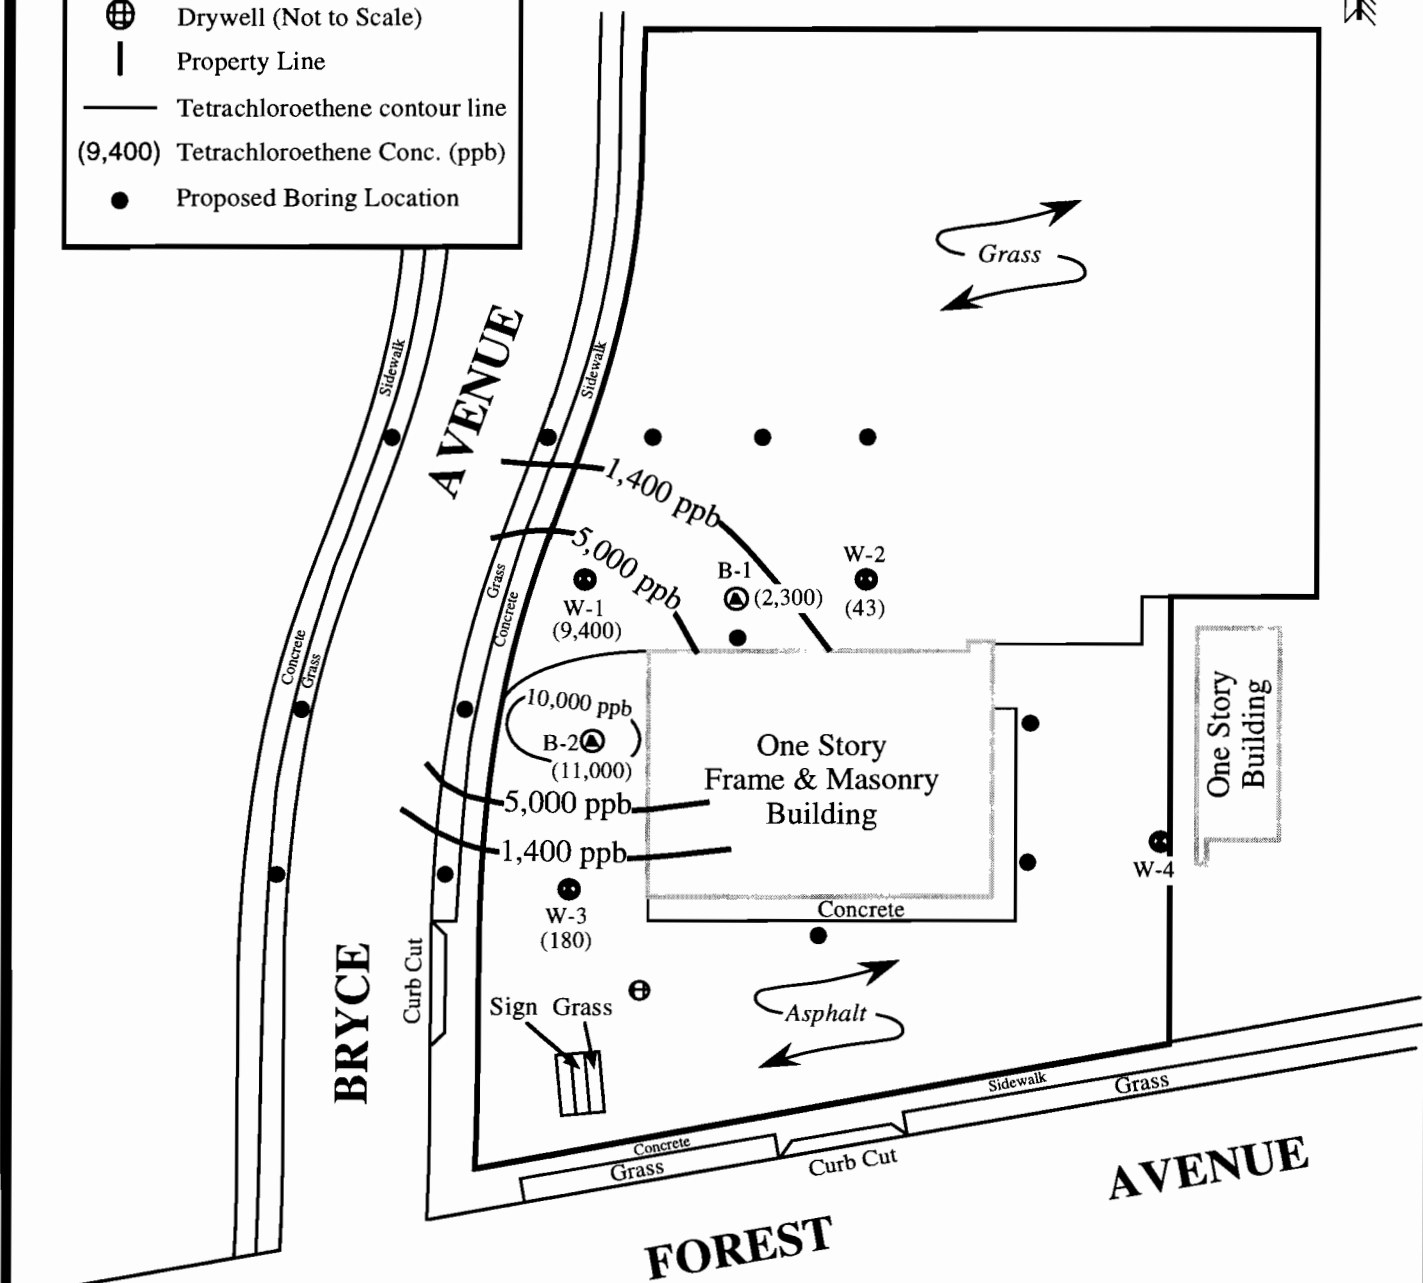 Drywell (Not to Scale)
Property Line
Tetrachloroethene contour line
(9,400) Tetrachloroethene Conc. (ppb)
Proposed Boring Location
Grass
Sidewalk
Sidewalk
AVENUE
1,400 ppb
5,000 ppb
W-2
(43)
B-1
(2,300)
W-1
(9,400)
Grass
Concrete
Concrete
Grass
10,000 ppb
B-2
(11,000)
5,000 ppb
1,400 ppb
One Story
Frame & Masonry
Building
One Story
Building
W-4
W-3
(180)
Concrete
Curb Cut
BRYCE
Sign Grass
Asphalt
Sidewalk
Grass
Concrete
Grass
Curb Cut
AVENUE
FOREST